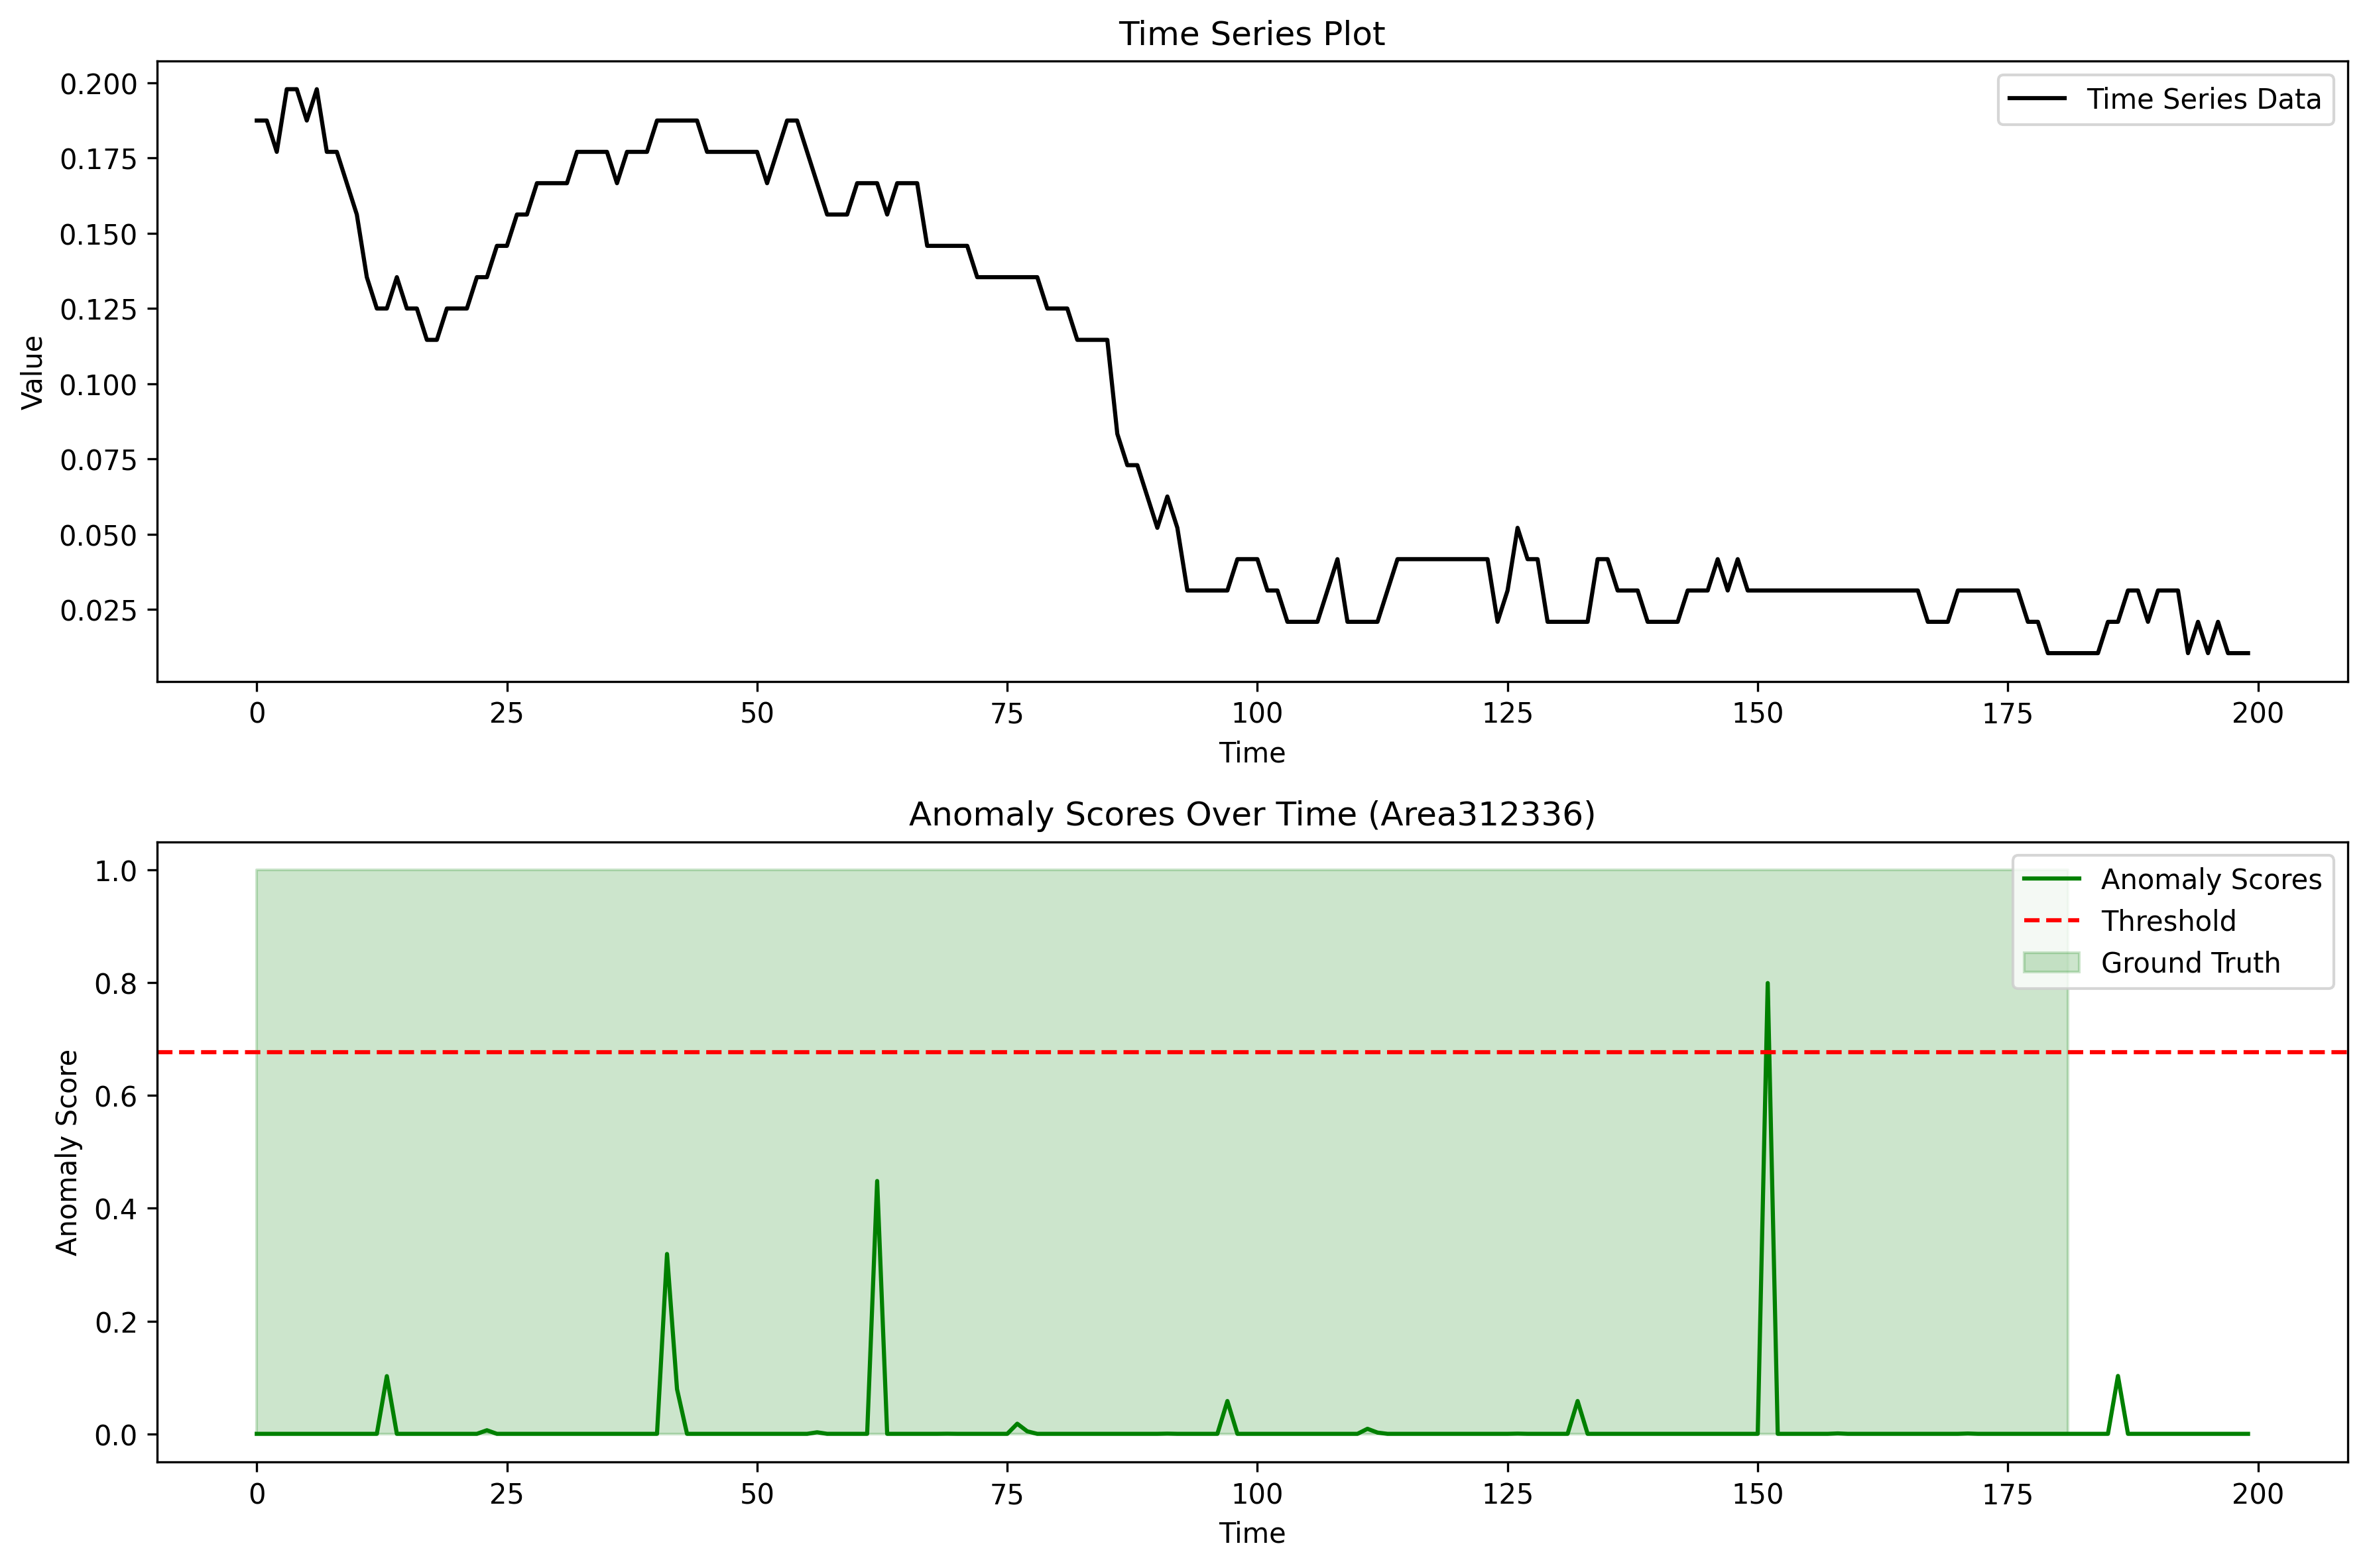 Time Series Plot
Time Series Data
Value
0.200
0.175
0.150
0.125
0.100
0.075
0.050
0.025
0 25 50 75 100 125 150 175 200
Time
Anomaly Scores Over Time (Area312336)
Anomaly Scores
Threshold
Ground Truth
Anomaly Score
1.0
0.8
0.6
0.4
0.2
0.0
0 25 50 75 100 125 150 175 200
Time